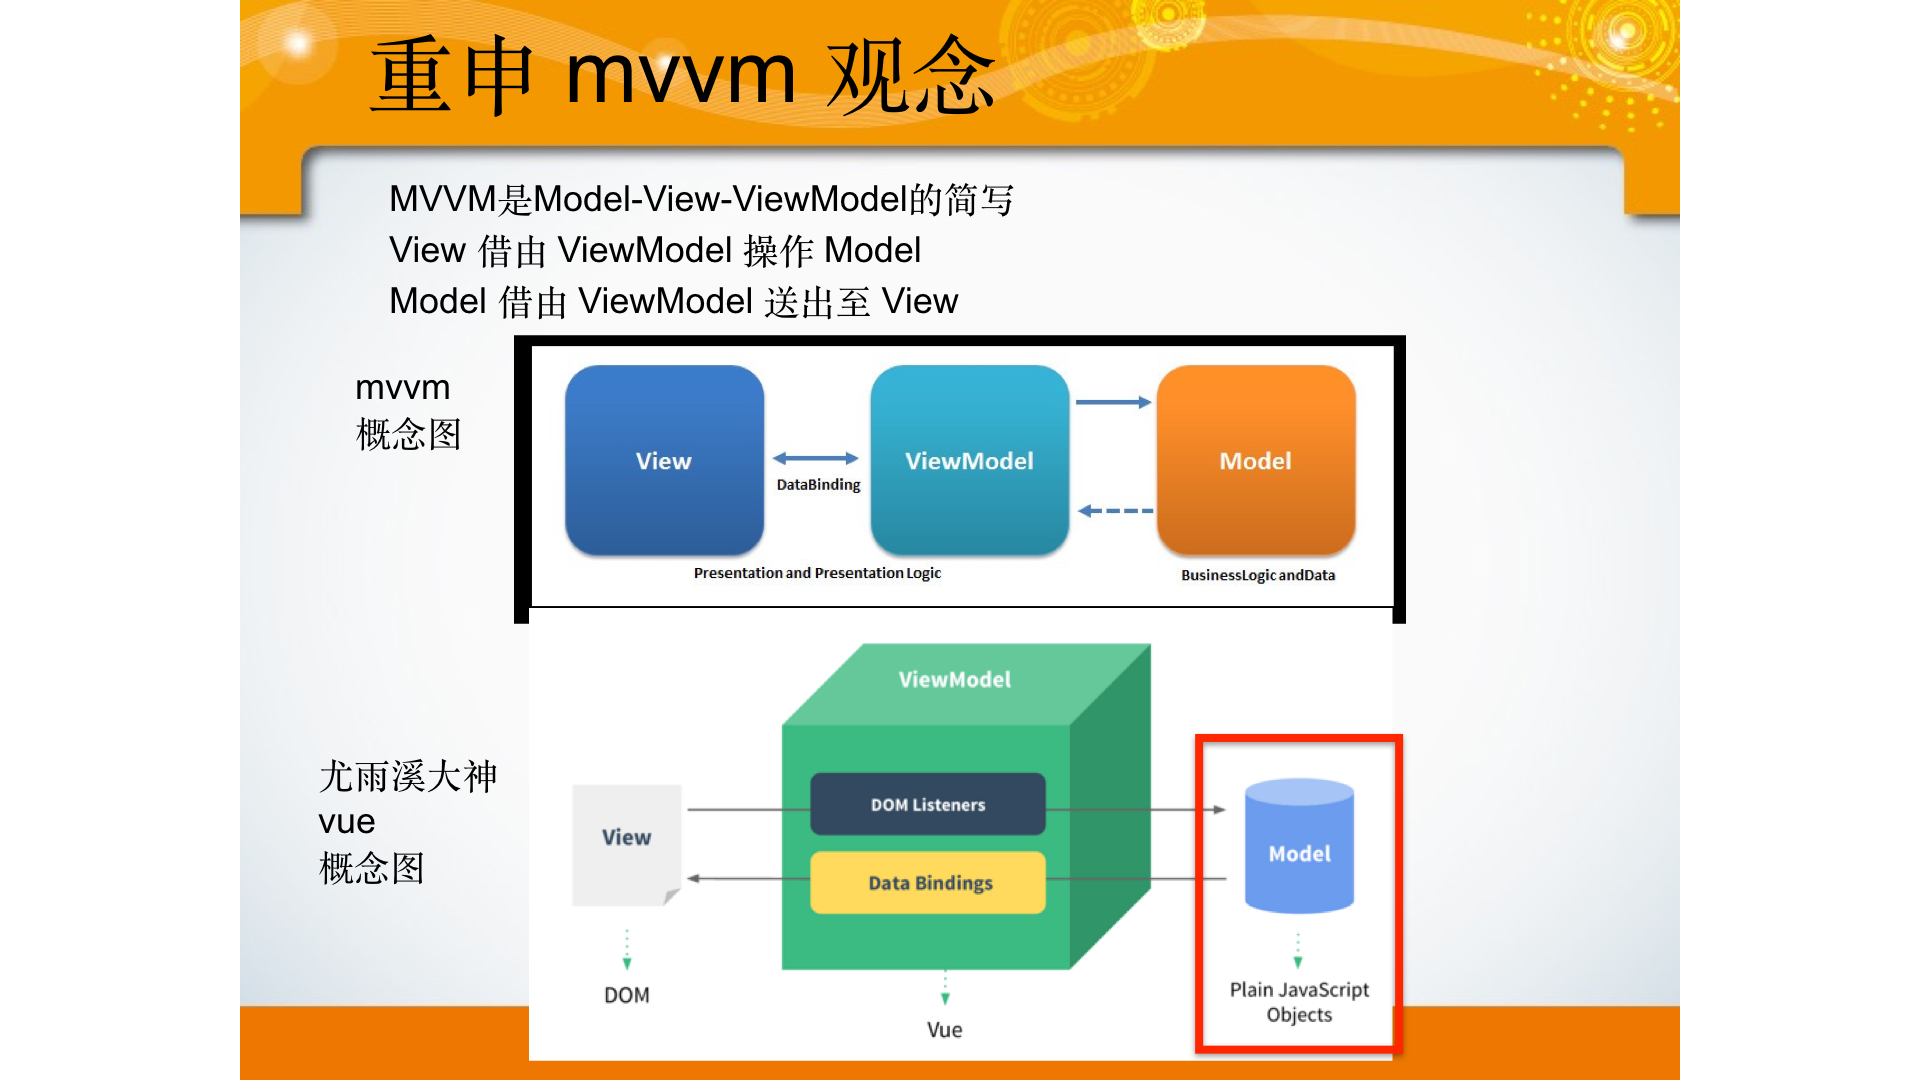 重申 mvvm 观念
MVVM是Model-View-ViewModel的简写
View 借由 ViewModel 操作 Model
Model 借由 ViewModel 送出至 View
mvvm
概念图
View
DataBinding
ViewModel
Model
Presentation and Presentation Logic
BusinessLogic andData
尤雨溪大神
vue
概念图
ViewModel
DOM Listeners
View
Model
Data Bindings
DOM
Plain JavaScript
Objects
Vue